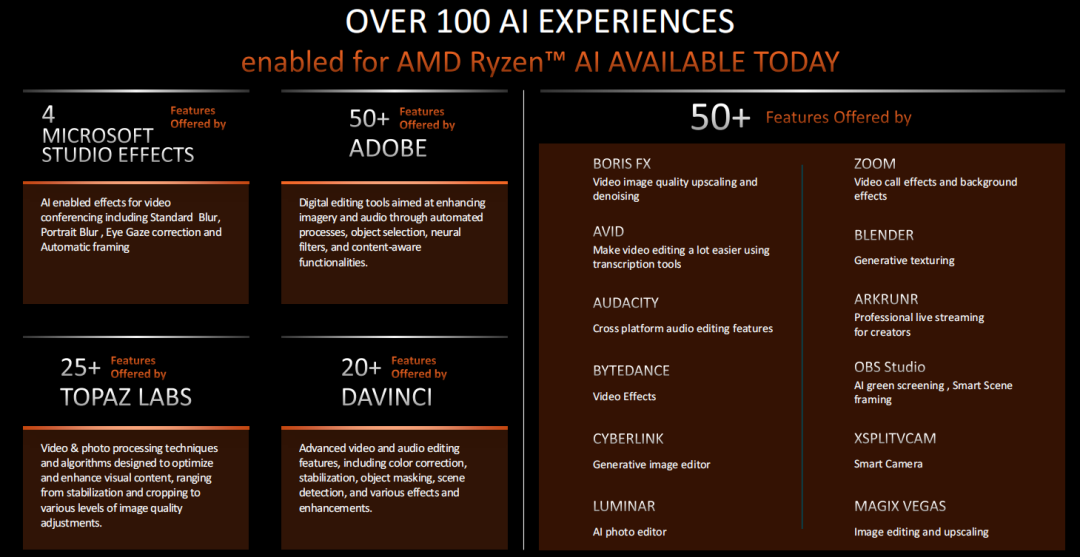 OVER 100 AI EXPERIENCES
enabled for AMD Ryzen™ AI AVAILABLE TODAY
4 Features
Offered by
MICROSOFT
STUDIO EFFECTS
AI enabled effects for video
conferencing including Standard Blur,
Portrait Blur , Eye Gaze correction and
Automatic framing
50+ Features
Offered by
ADOBE
Digital editing tools aimed at enhancing
imagery and audio through automated
processes, object selection, neural
filters, and content-aware
functionalities.
25+ Features
Offered by
TOPAZ LABS
Video & photo processing techniques
and algorithms designed to optimize
and enhance visual content, ranging
from stabilization and cropping to
various levels of image quality
adjustments.
20+ Features
Offered by
DAVINCI
Advanced video and audio editing
features, including color correction,
stabilization, object masking, scene
detection, and various effects and
enhancements.
50+ Features Offered by
BORIS FX
Video image quality upscaling and
denoising
AVID
Make video editing a lot easier using
transcription tools
AUDACITY
Cross platform audio editing features
BYTEDANCE
Video Effects
CYBERLINK
Generative image editor
LUMINAR
AI photo editor
ZOOM
Video call effects and background
effects
BLENDER
Generative texturing
ARKRUNR
Professional live streaming
for creators
OBS Studio
AI green screening , Smart Scene
framing
XSPLITVCAM
Smart Camera
MAGIX VEGAS
Image editing and upscaling